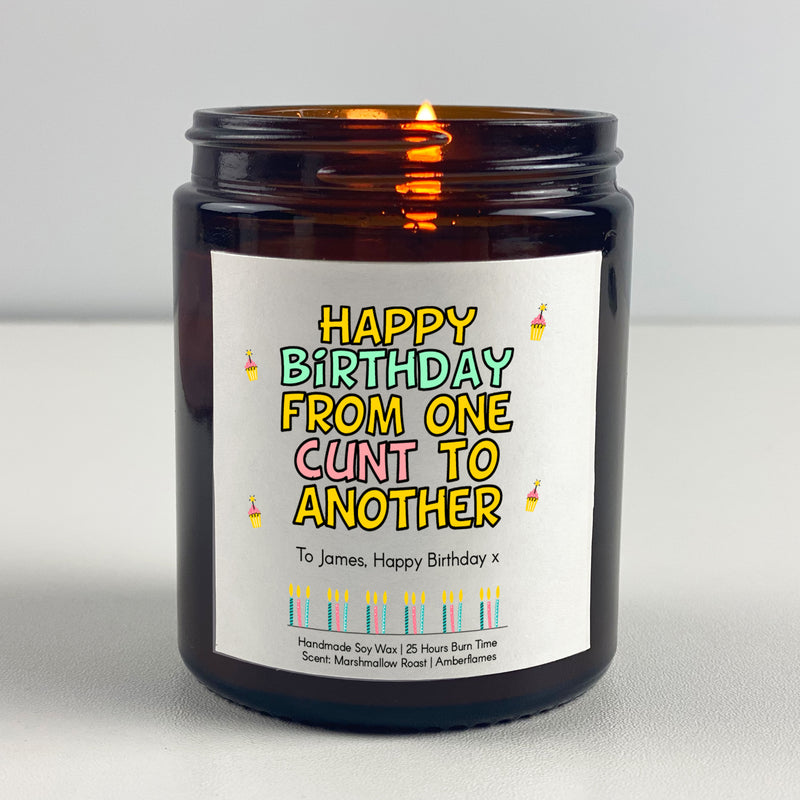 HAPPY
BiRTHDAY
FROM ONE
CUNT TO
ANOTHER
To James, Happy Birthday x
Handmade Soy Wax | 25 Hours Burn Time
Scent: Marshmallow Roast | Amberflames